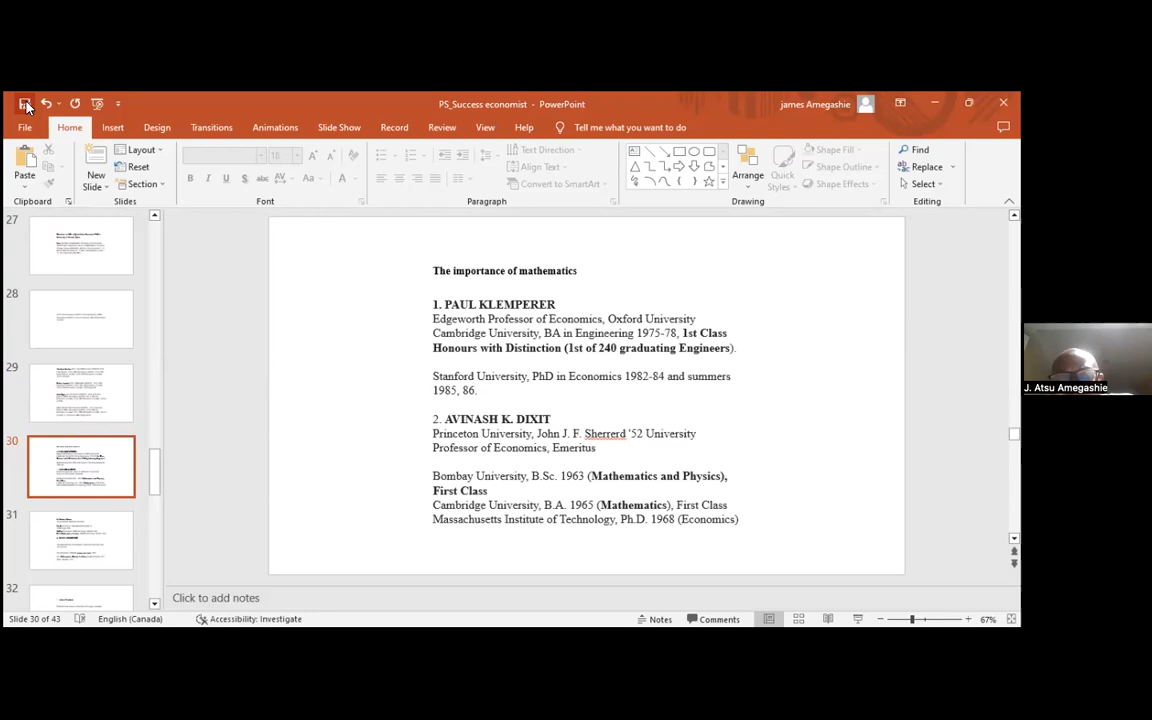 PS_Success economist - PowerPoint
james Amegashie
File
Home
Insert
Design
Transitions
Animations
Slide Show
Record
Review
View
Help
Tell me what you want to do
Paste
New
Slide
Layout
Reset
Section
18
Text Direction
Align Text
Convert to SmartArt
Arrange
Quick
Styles
Shape Fill
Shape Outline
Shape Effects
Find
Replace
Select
Clipboard
Slides
Font
Paragraph
Drawing
Editing
27
28
29
30
31
32
The importance of mathematics
1. PAUL KLEMPERER
Edgeworth Professor of Economics, Oxford University
Cambridge University, BA in Engineering 1975-78, 1st Class
Honours with Distinction (1st of 240 graduating Engineers).
Stanford University, PhD in Economics 1982-84 and summers
1985, 86.
2. AVINASH K. DIXIT
Princeton University, John J. F. Sherrerd '52 University
Professor of Economics, Emeritus
Bombay University, B.Sc. 1963 (Mathematics and Physics),
First Class
Cambridge University, B.A. 1965 (Mathematics), First Class
Massachusetts Institute of Technology, Ph.D. 1968 (Economics)
J. Atsu Amegashie
Click to add notes
Slide 30 of 43
English (Canada)
Accessibility: Investigate
Notes
Comments
67%